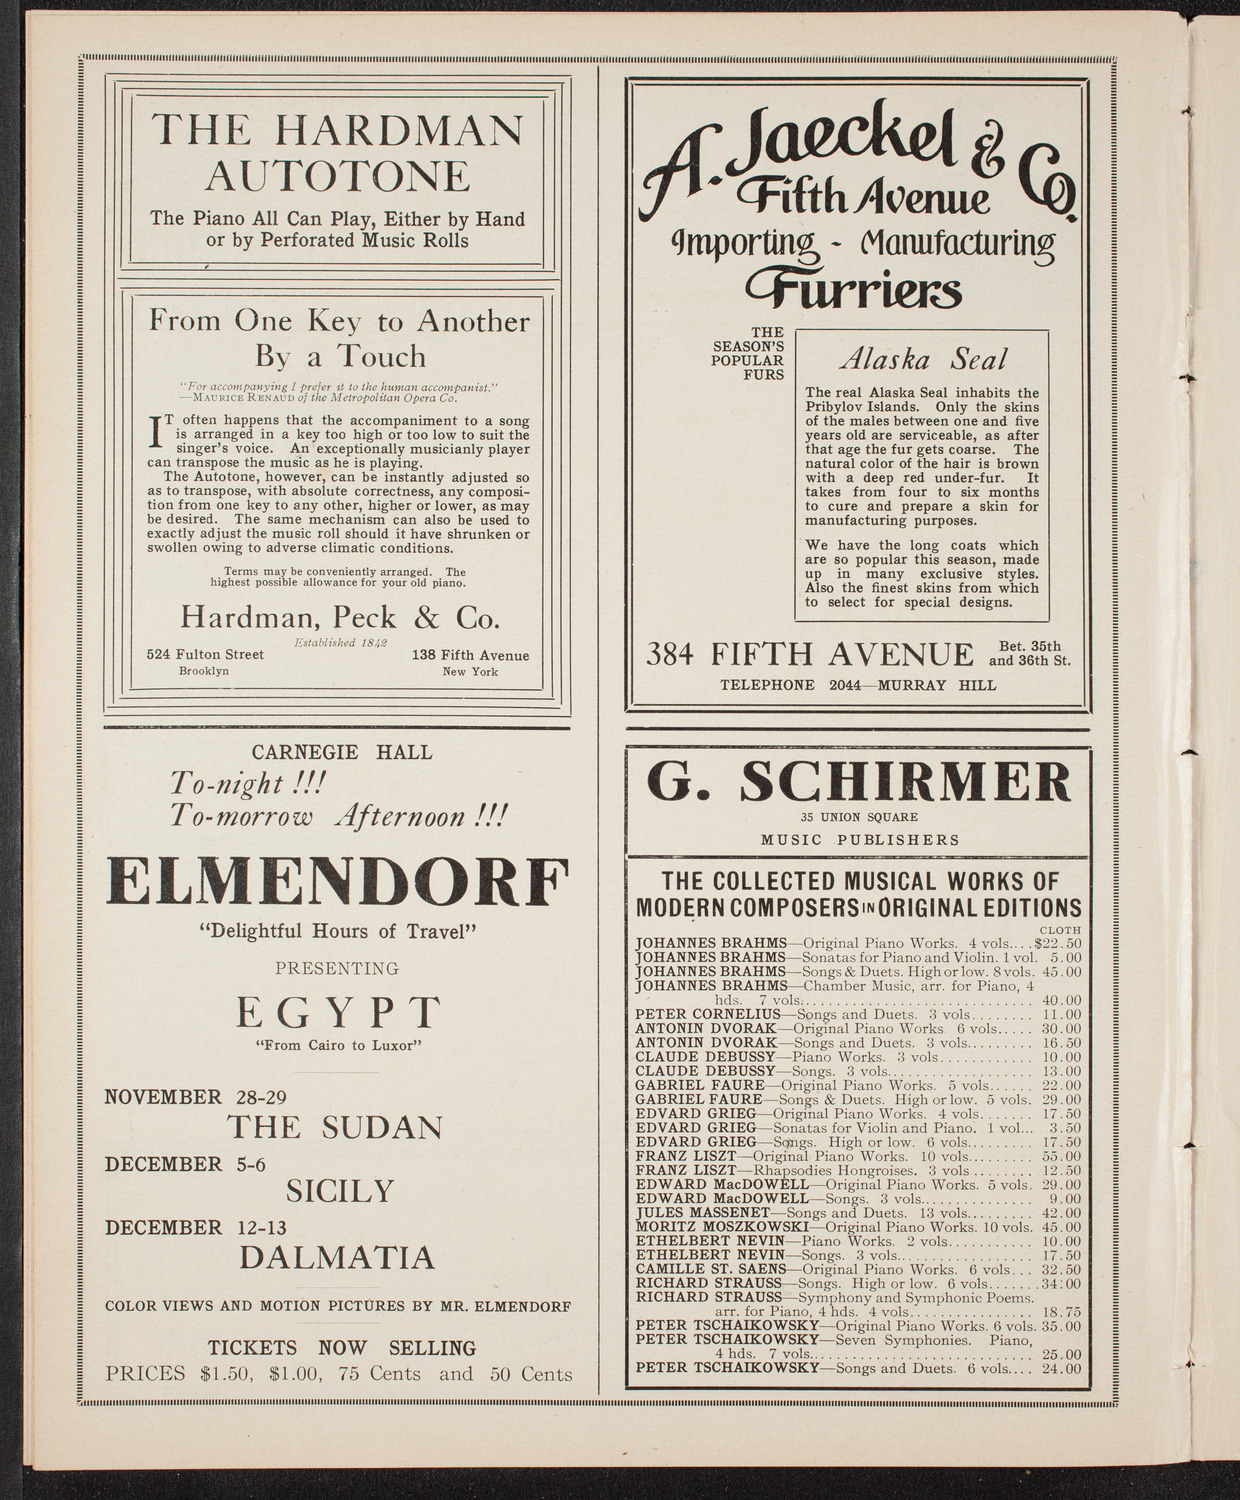 THE HARDMAN
AUTOTONE
The Piano All Can Play, Either by Hand
or by Perforated Music Rolls
From One Key to Another
By a Touch
"For accompanying I prefer it to the human accompanist."
—MAURICE RENAUD of the Metropolitan Opera Co.
IT often happens that the accompaniment to a song
is arranged in a key too high or too low to suit the
singer's voice. An exceptionally musicianly player
can transpose the music as he is playing.
The Autotone, however, can be instantly adjusted so
as to transpose, with absolute correctness, any composi-
tion from one key to any other, higher or lower, as may
be desired. The same mechanism can also be used to
exactly adjust the music roll should it have shrunken or
swollen owing to adverse climatic conditions.
Terms may be conveniently arranged. The
highest possible allowance for your old piano.
Hardman, Peck & Co.
Established 1842
524 Fulton Street 138 Fifth Avenue
Brooklyn New York
CARNEGIE HALL
To-night !!!
To-morrow Afternoon !!!
ELMENDORF
"Delightful Hours of Travel"
PRESENTING
EGYPT
"From Cairo to Luxor"
NOVEMBER 28-29
THE SUDAN
DECEMBER 5-6
SICILY
DECEMBER 12-13
DALMATIA
COLOR VIEWS AND MOTION PICTURES BY MR. ELMENDORF
TICKETS NOW SELLING
PRICES $1.50, $1.00, 75 Cents and 50 Cents
A. Jaeckel & Co.
Fifth Avenue
Importing - Manufacturing
Furriers
THE
SEASON'S
POPULAR
FURS
Alaska Seal
The real Alaska Seal inhabits the
Pribylov Islands. Only the skins
of the males between one and five
years old are serviceable, as after
that age the fur gets coarse. The
natural color of the hair is brown
with a deep red under-fur. It
takes from four to six months
to cure and prepare a skin for
manufacturing purposes.
We have the long coats which
are so popular this season, made
up in many exclusive styles.
Also the finest skins from which
to select for special designs.
384 FIFTH AVENUE Bet. 35th
and 36th St.
TELEPHONE 2044—MURRAY HILL
G. SCHIRMER
35 UNION SQUARE
MUSIC PUBLISHERS
THE COLLECTED MUSICAL WORKS OF
MODERN COMPOSERS IN ORIGINAL EDITIONS
CLOTH
JOHANNES BRAHMS—Original Piano Works. 4 vols....$22.50
JOHANNES BRAHMS—Sonatas for Piano and Violin. 1 vol. 5.00
JOHANNES BRAHMS—Songs & Duets. High or low. 8 vols. 45.00
JOHANNES BRAHMS—Chamber Music, arr. for Piano, 4
hds. 7 vols.............................. 40.00
PETER CORNELIUS—Songs and Duets. 3 vols........ 11.00
ANTONIN DVORAK—Original Piano Works. 6 vols..... 30.00
ANTONIN DVORAK—Songs and Duets. 3 vols......... 16.50
CLAUDE DEBUSSY—Piano Works. 3 vols............ 10.00
CLAUDE DEBUSSY—Songs. 3 vols................... 13.00
GABRIEL FAURE—Original Piano Works. 5 vols...... 22.00
GABRIEL FAURE—Songs & Duets. High or low. 5 vols. 29.00
EDVARD GRIEG—Original Piano Works. 4 vols....... 17.50
EDVARD GRIEG—Sonatas for Violin and Piano. 1 vol... 3.50
EDVARD GRIEG—Songs. High or low. 6 vols......... 17.50
FRANZ LISZT—Original Piano Works. 10 vols........ 55.00
FRANZ LISZT—Rhapsodies Hongroises. 3 vols ........ 12.50
EDWARD MacDOWELL—Original Piano Works. 5 vols. 29.00
EDWARD MacDOWELL—Songs. 3 vols.............. 9.00
JULES MASSENET—Songs and Duets. 13 vols......... 42.00
MORITZ MOSZKOWSKI—Original Piano Works. 10 vols. 45.00
ETHELBERT NEVIN—Piano Works. 2 vols........... 10.00
ETHELBERT NEVIN—Songs. 3 vols................. 17.50
CAMILLE ST. SAENS—Original Piano Works. 6 vols... 32.50
RICHARD STRAUSS—Songs. High or low. 6 vols.......34.00
RICHARD STRAUSS—Symphony and Symphonic Poems.
arr. for Piano, 4 hds. 4 vols................ 18.75
PETER TSCHAIKOWSKY—Original Piano Works. 6 vols. 35.00
PETER TSCHAIKOWSKY—Seven Symphonies. Piano,
4 hds. 7 vols............................ 25.00
PETER TSCHAIKOWSKY—Songs and Duets. 6 vols.... 24.00